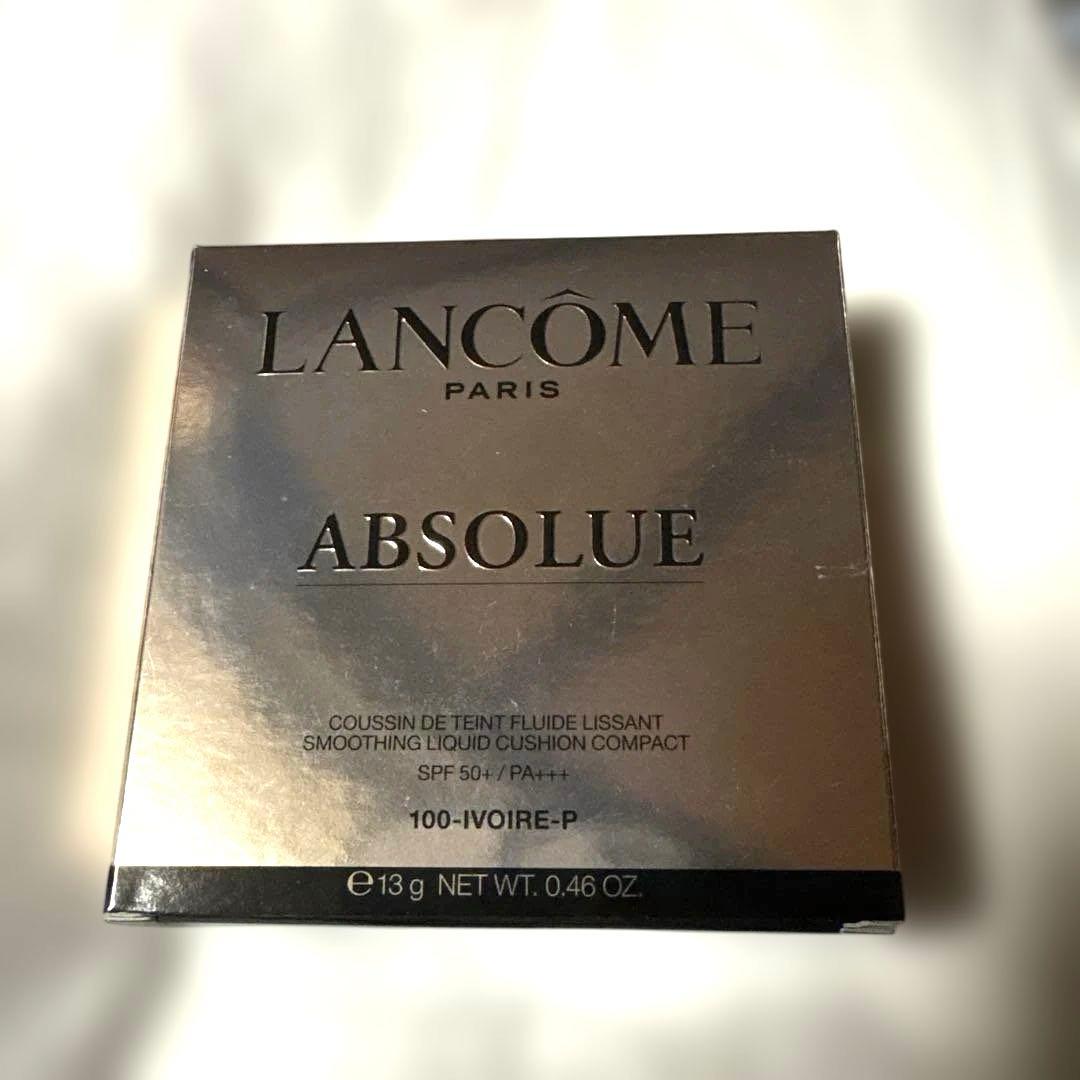 LANCÔME
PARIS
ABSOLUE
COUSSIN DE TEINT FLUIDE LISSANT
SMOOTHING LIQUID CUSHION COMPACT
SPF 50+ / PA+++
100-IVOIRE-P
℮13 g NET WT. 0.46 OZ.